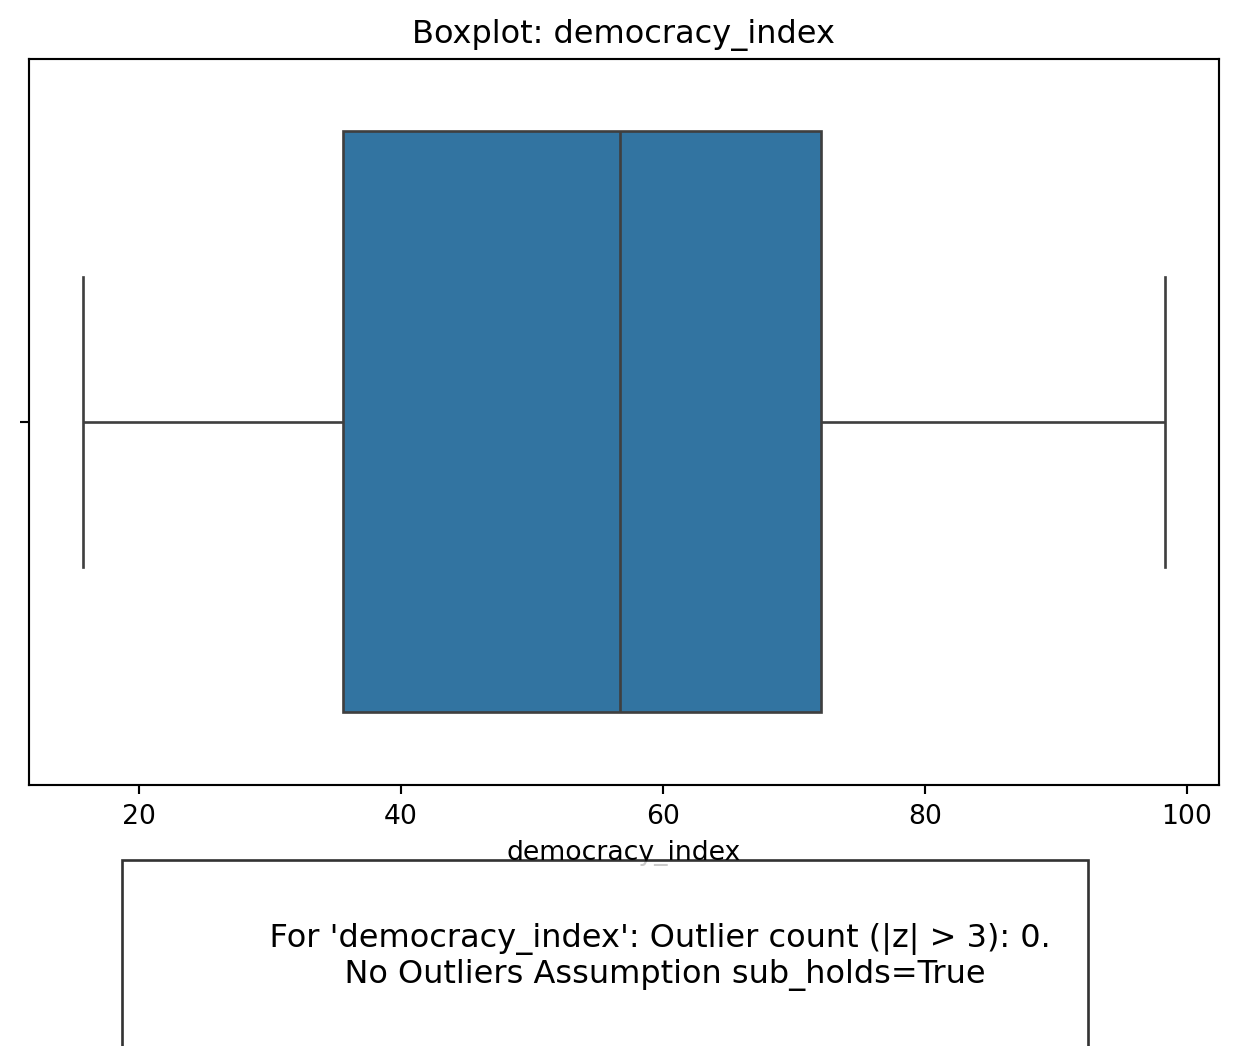 Boxplot: democracy_index
20 40 60 80 100
democracy_index
For 'democracy_index': Outlier count (|z| > 3): 0.
No Outliers Assumption sub_holds=True